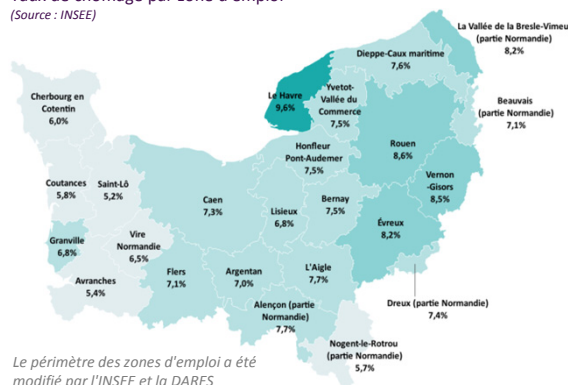 (Source : INSEE)
La Vallée de la Bresle-Vimeu
(partie Normandie)
8,2%
Dieppe-Caux maritime
7,6%
Le Havre
9,6%
Yvetot-
Vallée du
Commerce
7,5%
Cherbourg en
Cotentin
6,0%
Beauvais
(partie Normandie)
7,1%
Honfleur
Pont-Audemer
7,5%
Rouen
8,6%
Vernon
-Gisors
8,5%
Coutances
5,8%
Saint-Lô
5,2%
Caen
7,3%
Lisieux
6,8%
Bernay
7,5%
Évreux
8,2%
Granville
6,8%
Vire
Normandie
6,5%
Flers
7,1%
Argentan
7,0%
L'Aigle
7,7%
Avranches
5,4%
Alençon (partie
Normandie)
7,7%
Dreux (partie Normandie)
7,4%
Nogent-le-Rotrou
(partie Normandie)
5,7%
Le périmètre des zones d'emploi a été
modifié par l'INSEE et la DARES